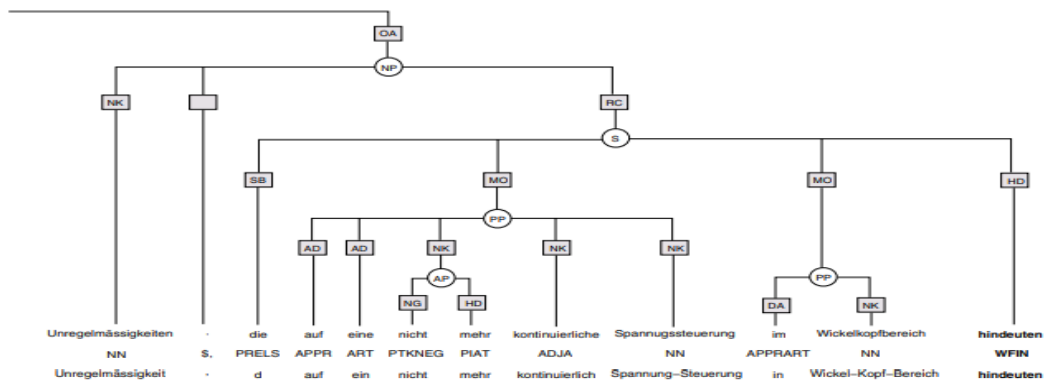 OA
NP
NK RC
S
SB MO MO HD
PP
AD AD NK NK NK
AP PP
NG HD DA NK
Unregelmässigkeiten , die auf eine nicht mehr kontinuierliche Spannugssteuerung im Wickelkopfbereich hindeuten
NN $, PRELS APPR ART PTKNEG PIAT ADJA NN APPRART NN WFIN
Unregelmässigkeit , d auf ein nicht mehr kontinuierlich Spannung–Steuerung in Wickel–Kopf–Bereich hindeuten